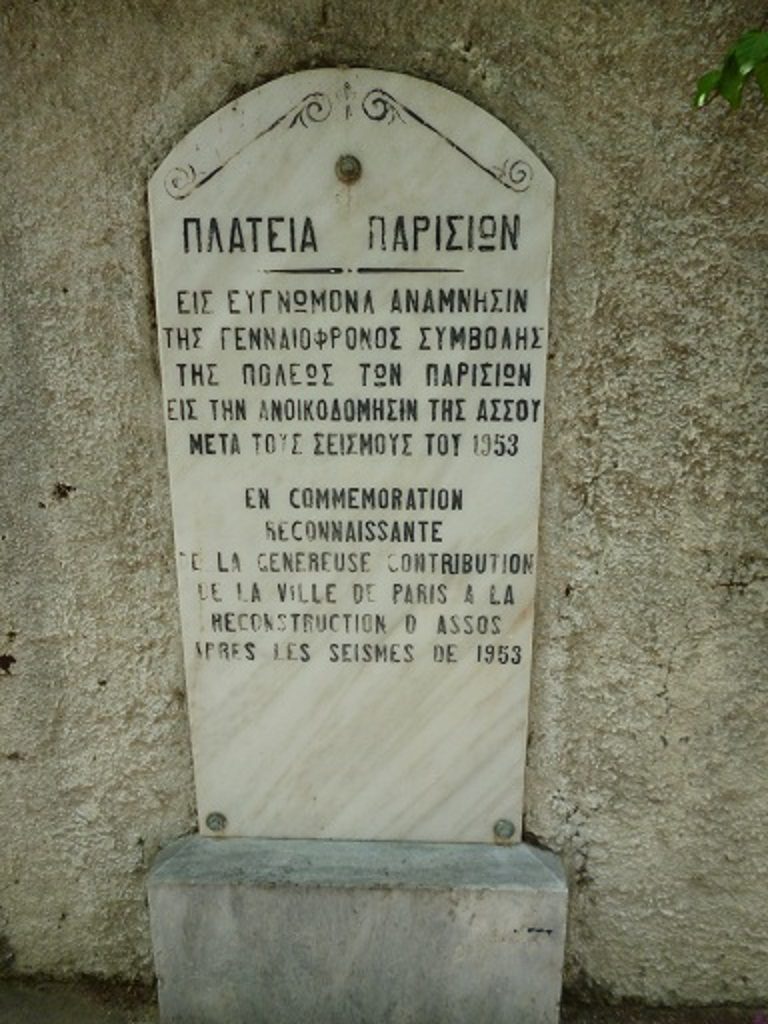 ΠΛΑΤΕΙΑ ΠΑΡΙΣΙΩΝ
ΕΙΣ ΕΥΓΝΩΜΟΝΑ ΑΝΑΜΝΗΣΙΝ
ΤΗΣ ΓΕΝΝΑΙΟΦΡΟΝΟΣ ΣΥΜΒΟΛΗΣ
ΤΗΣ ΠΟΛΕΩΣ ΤΩΝ ΠΑΡΙΣΙΩΝ
ΕΙΣ ΤΗΝ ΑΝΟΙΚΟΔΟΜΗΣΙΝ ΤΗΣ ΑΣΣΟΥ
ΜΕΤΑ ΤΟΥΣ ΣΕΙΣΜΟΥΣ ΤΟΥ 1953
EN COMMEMORATION
RECONNAISSANTE
DE LA GENEREUSE CONTRIBUTION
DE LA VILLE DE PARIS A LA
RECONSTRUCTION D ASSOS
APRES LES SEISMES DE 1953